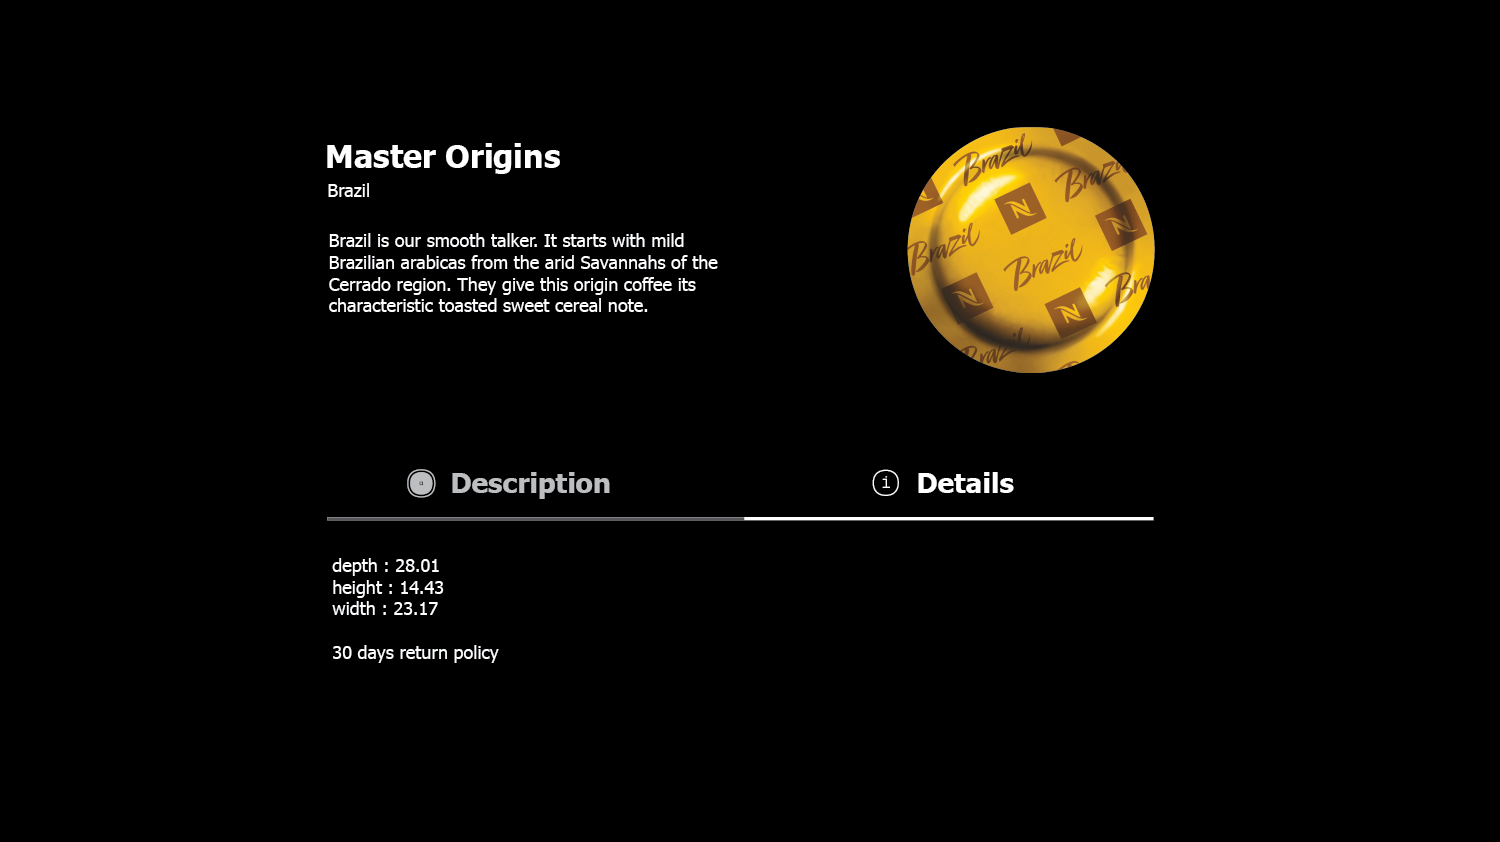 Master Origins
Brazil
Brazil is our smooth talker. It starts with mild
Brazilian arabicas from the arid Savannahs of the
Cerrado region. They give this origin coffee its
characteristic toasted sweet cereal note.
Brazil
Brazil
N
N
Brazil
Brazil
N
Brazil
N
Brazil
i
Description
Details
depth : 28.01
height : 14.43
width : 23.17
30 days return policy